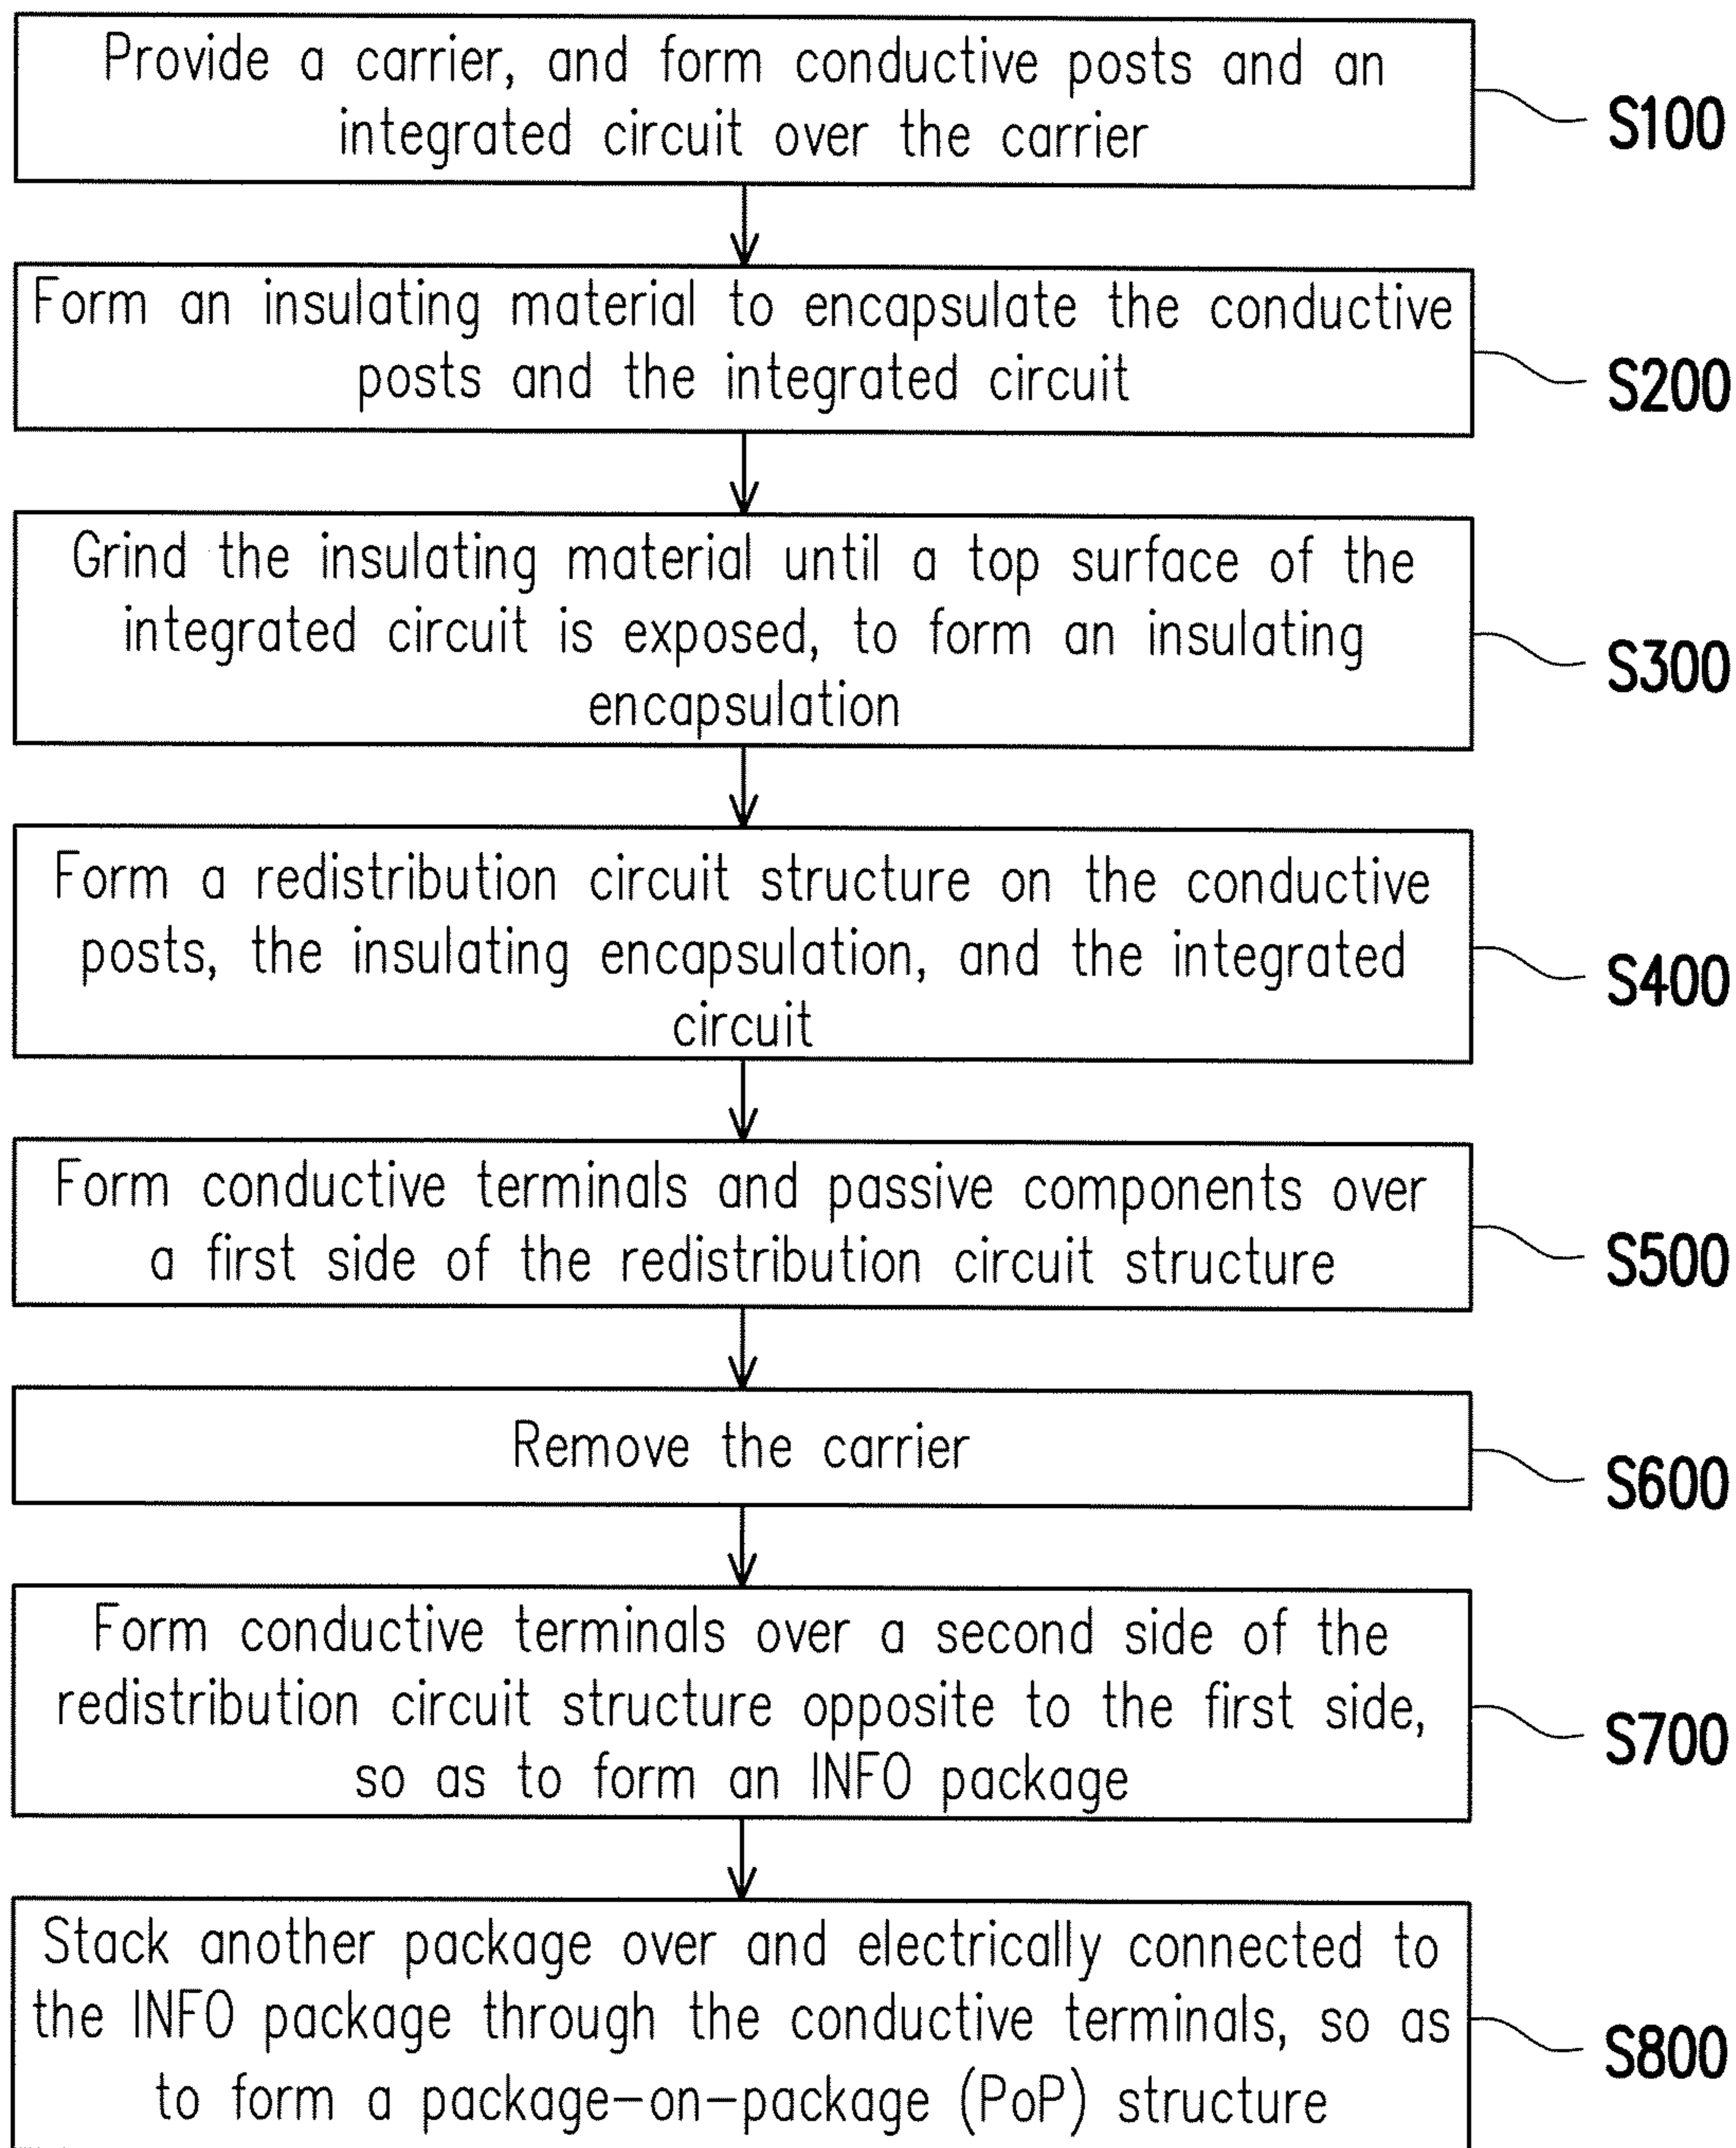 Provide a carrier, and form conductive posts and an
integrated circuit over the carrier
S100
Form an insulating material to encapsulate the conductive
posts and the integrated circuit
S200
Grind the insulating material until a top surface of the
integrated circuit is exposed, to form an insulating
encapsulation
S300
Form a redistribution circuit structure on the conductive
posts, the insulating encapsulation, and the integrated
circuit
S400
Form conductive terminals and passive components over
a first side of the redistribution circuit structure
S500
Remove the carrier
S600
Form conductive terminals over a second side of the
redistribution circuit structure opposite to the first side,
so as to form an INFO package
S700
Stack another package over and electrically connected to
the INFO package through the conductive terminals, so as
to form a package-on-package (PoP) structure
S800